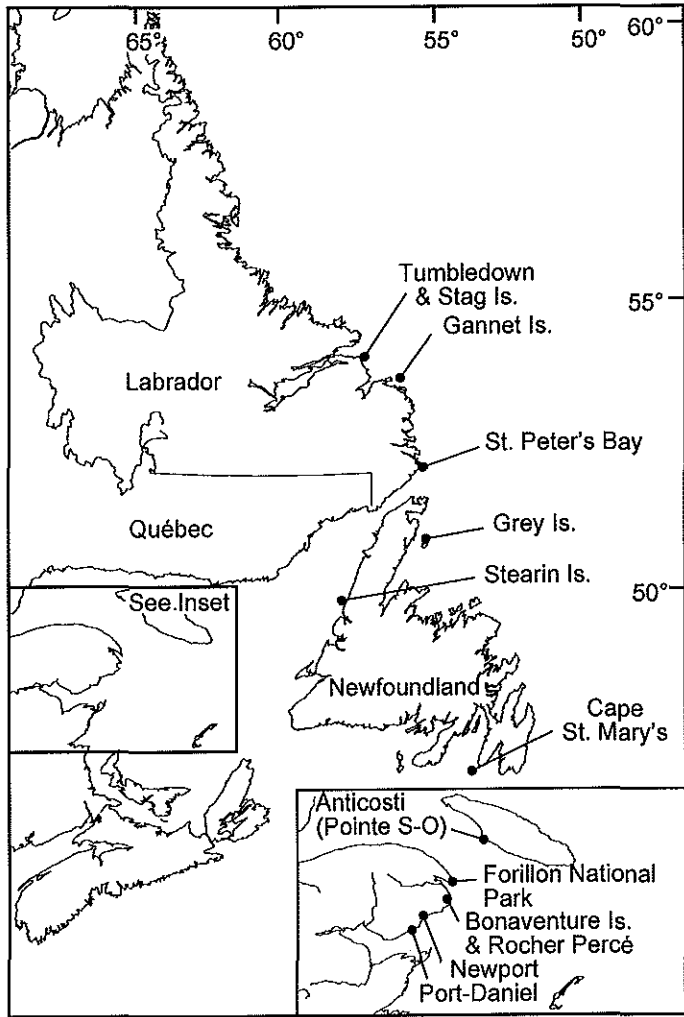 65° 60° 55° 50° 60°
55°
Tumbledown
& Stag Is.
Gannet Is.
Labrador
St. Peter's Bay
Québec
Grey Is.
Stearin Is.
50°
See.Inset
Newfoundland
Cape
St. Mary's
Anticosti
(Pointe S-O)
Forillon National
Park
Bonaventure Is.
& Rocher Percé
Newport
Port-Daniel